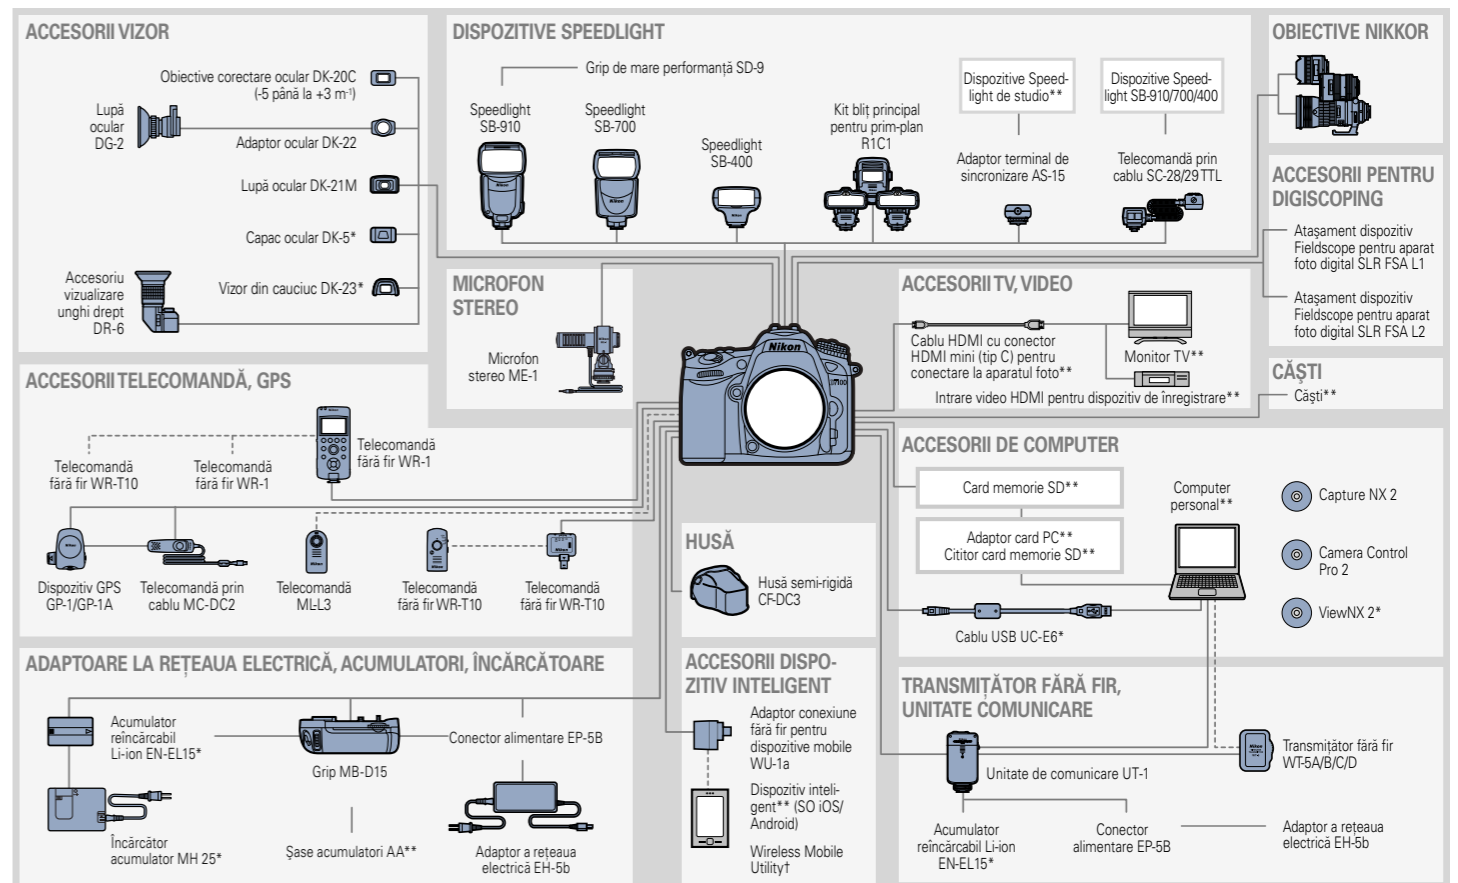 ACCESORII VIZOR
Obiective corectare ocular DK-20C
(-5 până la +3 m⁻¹)
Lupă
ocular
DG-2
Adaptor ocular DK-22
Lupă ocular DK-21M
Capac ocular DK-5*
Accesoriu
vizualizare
unghi drept
DR-6
Vizor din cauciuc DK-23*
DISPOZITIVE SPEEDLIGHT
Grip de mare performanță SD-9
Speedlight
SB-910
Speedlight
SB-700
Speedlight
SB-400
Kit bliț principal
pentru prim-plan
R1C1
Dispozitive Speed-
light de studio**
Adaptor terminal de
sincronizare AS-15
Dispozitive Speed-
light SB-910/700/400
Telecomandă prin
cablu SC-28/29 TTL
OBIECTIVE NIKKOR
ACCESORII PENTRU
DIGISCOPING
Ataşament dispozitiv
Fieldscope pentru aparat
foto digital SLR FSA L1
Ataşament dispozitiv
Fieldscope pentru aparat
foto digital SLR FSA L2
MICROFON
STEREO
Microfon
stereo ME-1
Nikon
D7100
ACCESORII TV, VIDEO
Cablu HDMI cu conector
HDMI mini (tip C) pentru
conectare la aparatul foto**
Monitor TV**
Intrare video HDMI pentru dispozitiv de înregistrare**
CĂŞTI
Căşti**
ACCESORII TELECOMANDĂ, GPS
Telecomandă
fără fir WR-T10
Telecomandă
fără fir WR-1
Telecomandă
fără fir WR-1
Dispozitiv GPS
GP-1/GP-1A
Telecomandă prin
cablu MC-DC2
Telecomandă
ML-L3
Telecomandă
fără fir WR-T10
Telecomandă
fără fir WR-T10
HUSĂ
Husă semi-rigidă
CF-DC3
ACCESORII DE COMPUTER
Card memorie SD**
Adaptor card PC**
Cititor card memorie SD**
Computer
personal**
Capture NX 2
Camera Control
Pro 2
ViewNX 2*
Cablu USB UC-E6*
ADAPTOARE LA REȚEAUA ELECTRICĂ, ACUMULATORI, ÎNCĂRCĂTOARE
Acumulator
reîncărcabil
Li-ion EN-EL15*
Grip MB-D15
Conector alimentare EP-5B
Încărcător
acumulator MH 25*
Şase acumulatori AA**
Adaptor a rețeaua
electrică EH-5b
ACCESORII DISPO-
ZITIV INTELIGENT
Adaptor conexiune
fără fir pentru
dispozitive mobile
WU-1a
Dispozitiv inteli-
gent** (SO iOS/
Android)
Wireless Mobile
Utility†
TRANSMIȚĂTOR FĂRĂ FIR,
UNITATE COMUNICARE
Unitate de comunicare UT-1
Transmițător fără fir
WT-5A/B/C/D
Acumulator
reîncărcabil Li-ion
EN-EL15*
Conector
alimentare EP-5B
Adaptor a rețeaua
electrică EH-5b